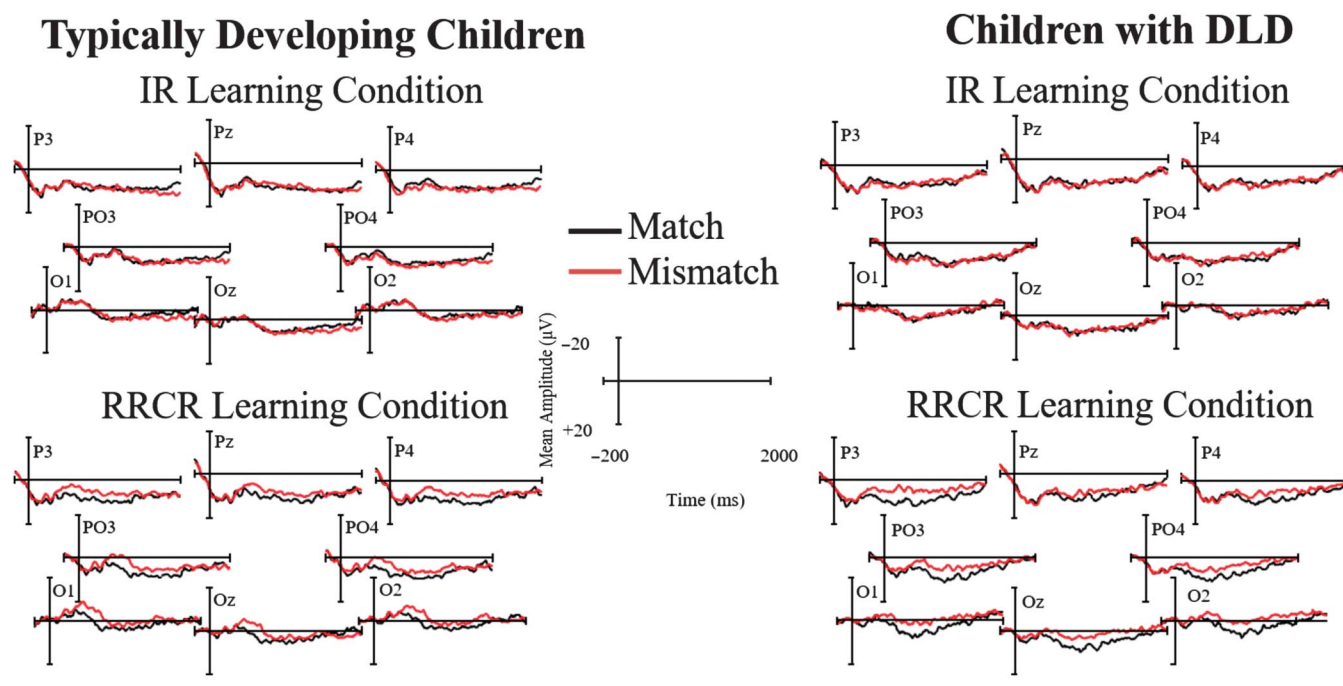 Typically Developing Children
IR Learning Condition
P3
Pz
P4
PO3
PO4
O1
Oz
O2
RRCR Learning Condition
P3
Pz
P4
PO3
PO4
O1
Oz
O2
Match
Mismatch
Mean Amplitude (μV)
−20
+20
−200
2000
Time (ms)
Children with DLD
IR Learning Condition
P3
Pz
P4
PO3
PO4
O1
Oz
O2
RRCR Learning Condition
P3
Pz
P4
PO3
PO4
O1
Oz
O2